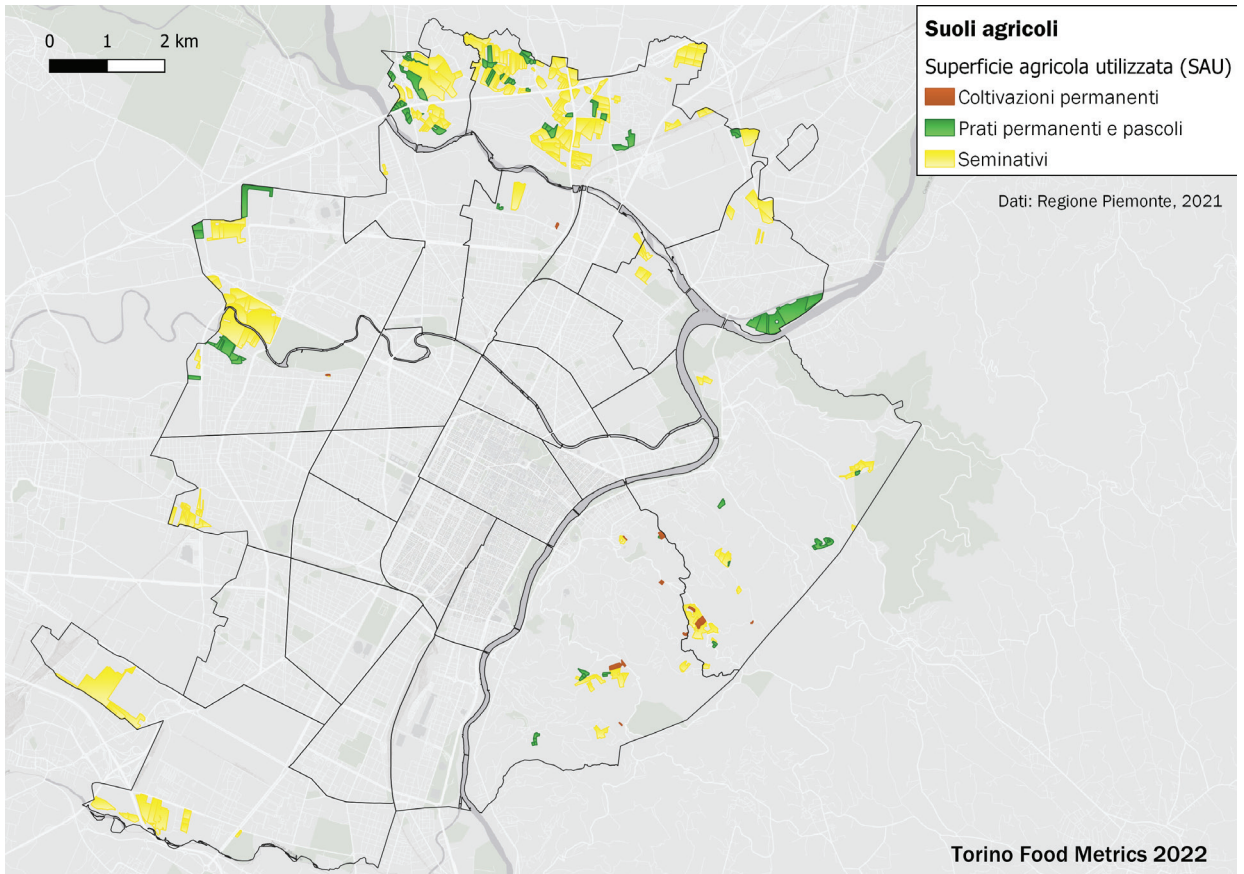 0 1 2 km
Suoli agricoli
Superficie agricola utilizzata (SAU)
Coltivazioni permanenti
Prati permanenti e pascoli
Seminativi
Dati: Regione Piemonte, 2021
Torino Food Metrics 2022